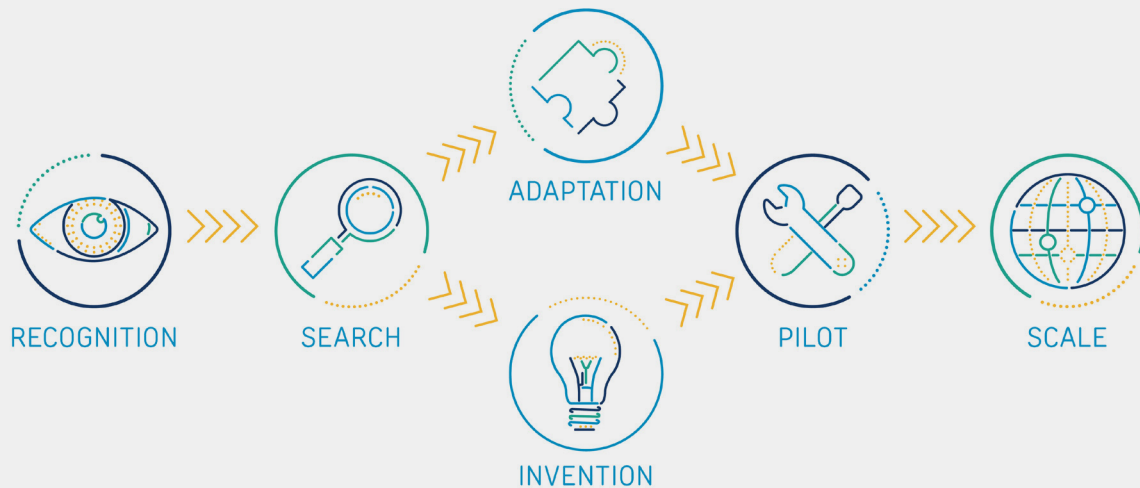 RECOGNITION
SEARCH
ADAPTATION
INVENTION
PILOT
SCALE